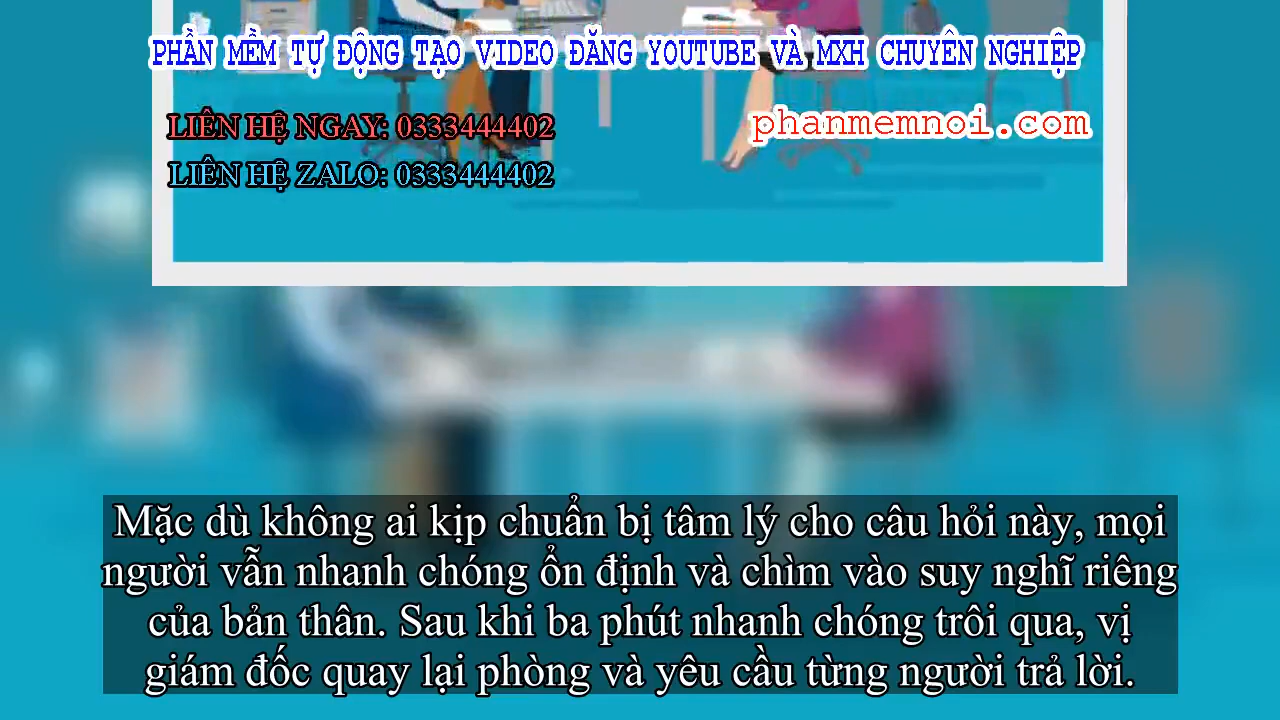 PHẦN MỀM TỰ ĐỘNG TẠO VIDEO ĐĂNG YOUTUBE VÀ MXH CHUYÊN NGHIỆP
LIÊN HỆ NGAY: 0333444402
phanmemnoi.com
LIÊN HỆ ZALO: 0333444402
Mặc dù không ai kịp chuẩn bị tâm lý cho câu hỏi này, mọi
người vẫn nhanh chóng ổn định và chìm vào suy nghĩ riêng
của bản thân. Sau khi ba phút nhanh chóng trôi qua, vị
giám đốc quay lại phòng và yêu cầu từng người trả lời.